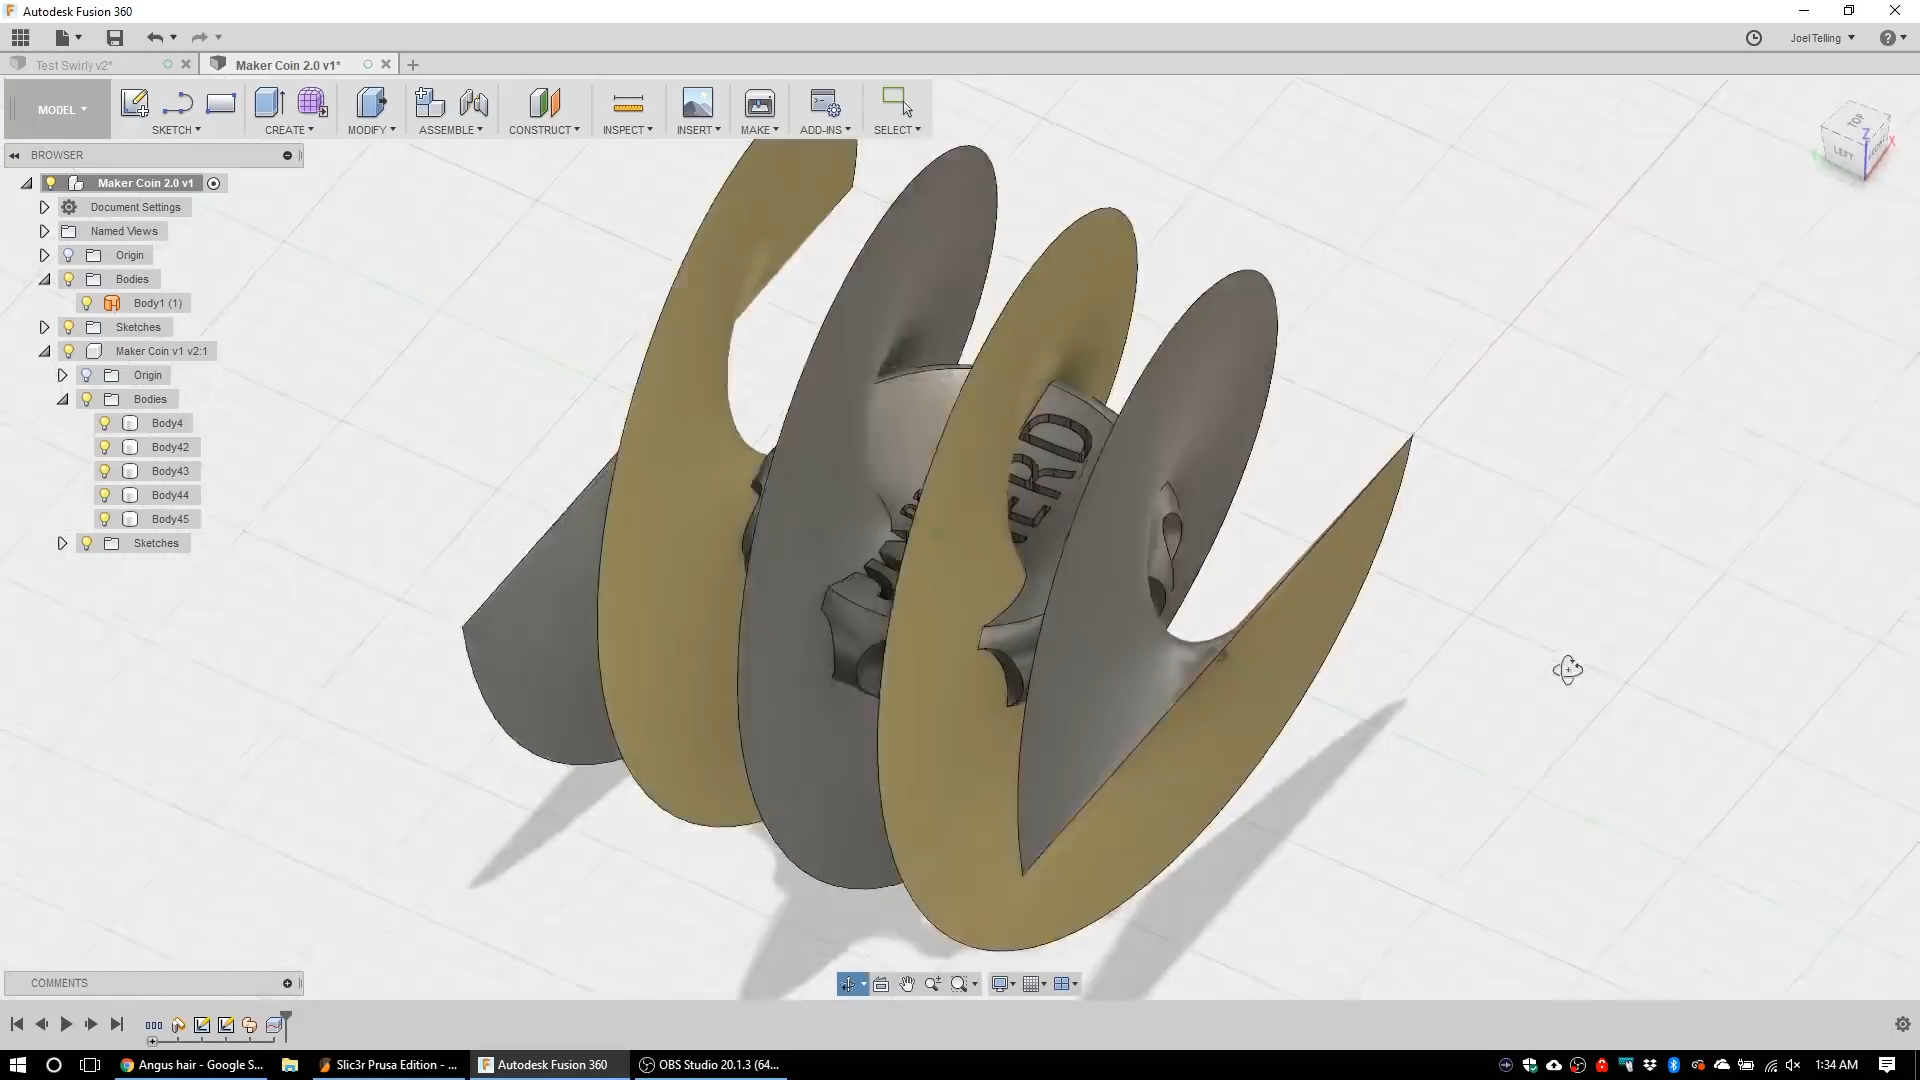 Autodesk Fusion 360
JoelTelling
Test Swirly v2*
Maker Coin 2.0 v1*
MODEL
SKETCH
CREATE
MODIFY
ASSEMBLE
CONSTRUCT
INSPECT
INSERT
MAKE
ADD-INS
SELECT
TOP
LEFT
Z
X
BROWSER
Maker Coin 2.0 v1
Document Settings
Named Views
Origin
Bodies
Body1 (1)
Sketches
Maker Coin v1 v2:1
Origin
Bodies
Body4
Body42
Body43
Body44
Body45
Sketches
ERD
COMMENTS
Angus hair - Google S...
Slic3r Prusa Edition - ...
Autodesk Fusion 360
OBS Studio 20.1.3 (64...
1:34 AM